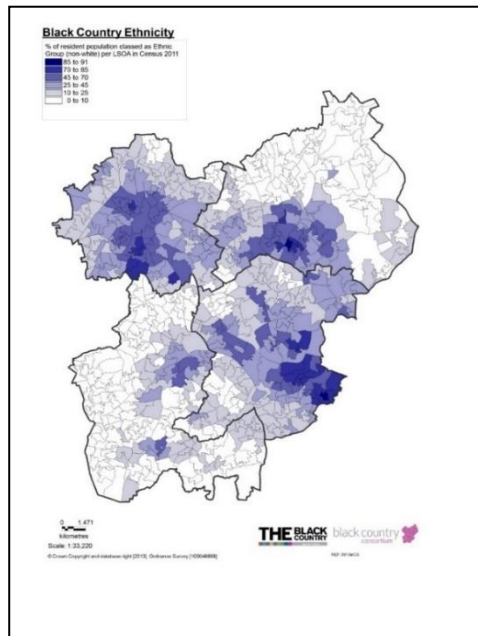 Black Country Ethnicity
% of resident population classed as Ethnic
Group (non-white) per LSOA in Census 2011
85 to 91
70 to 85
45 to 70
25 to 45
10 to 25
0 to 10
0 1.471
kilometres
Scale: 1:33,220
© Crown Copyright and database right [2013]. Ordnance Survey
THE BLACK
COUNTRY
black country
consortium